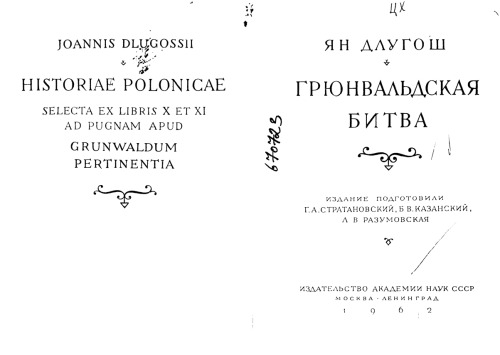 JOANNIS DLUGOSSII
HISTORIAE POLONICAE
SELECTA EX LIBRIS X ET XI
AD PUGNAM APUD
GRUNWALDUM
PERTINENTIA
670723
ЦХ
ЯН ДЛУГОШ
ГРЮНВАЛЬДСКАЯ
БИТВА
ИЗДАНИЕ ПОДГОТОВИЛИ
Г.А.СТРАТАНОВСКИЙ, Б В.КАЗАНСКИЙ,
Л В РАЗУМОВСКАЯ
ИЗДАТЕЛЬСТВО АКАДЕМИИ НАУК СССР
МОСКВА - ЛЕНИНГРАД
1962